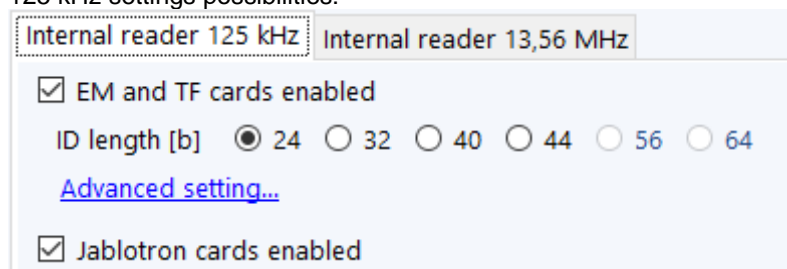 125 kHz settings possibilities.
Internal reader 125 kHz Internal reader 13,56 MHz
EM and TF cards enabled
ID length [b] 24 32 40 44 56 64
Advanced setting...
Jablotron cards enabled